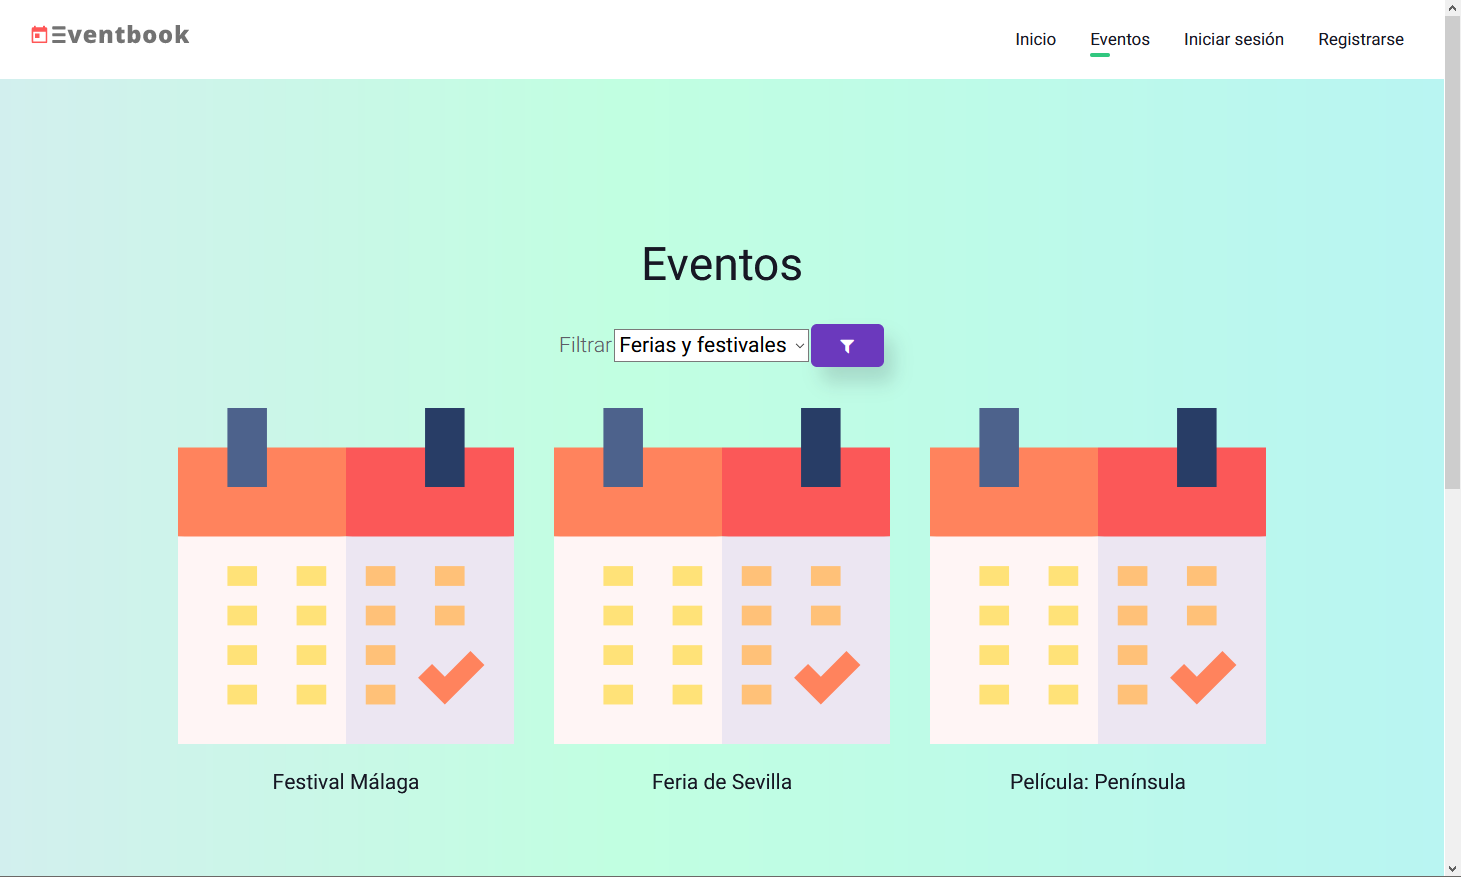 Eventbook
Inicio
Eventos
Iniciar sesión
Registrarse
Eventos
Filtrar
Ferias y festivales
Festival Málaga
Feria de Sevilla
Película: Península